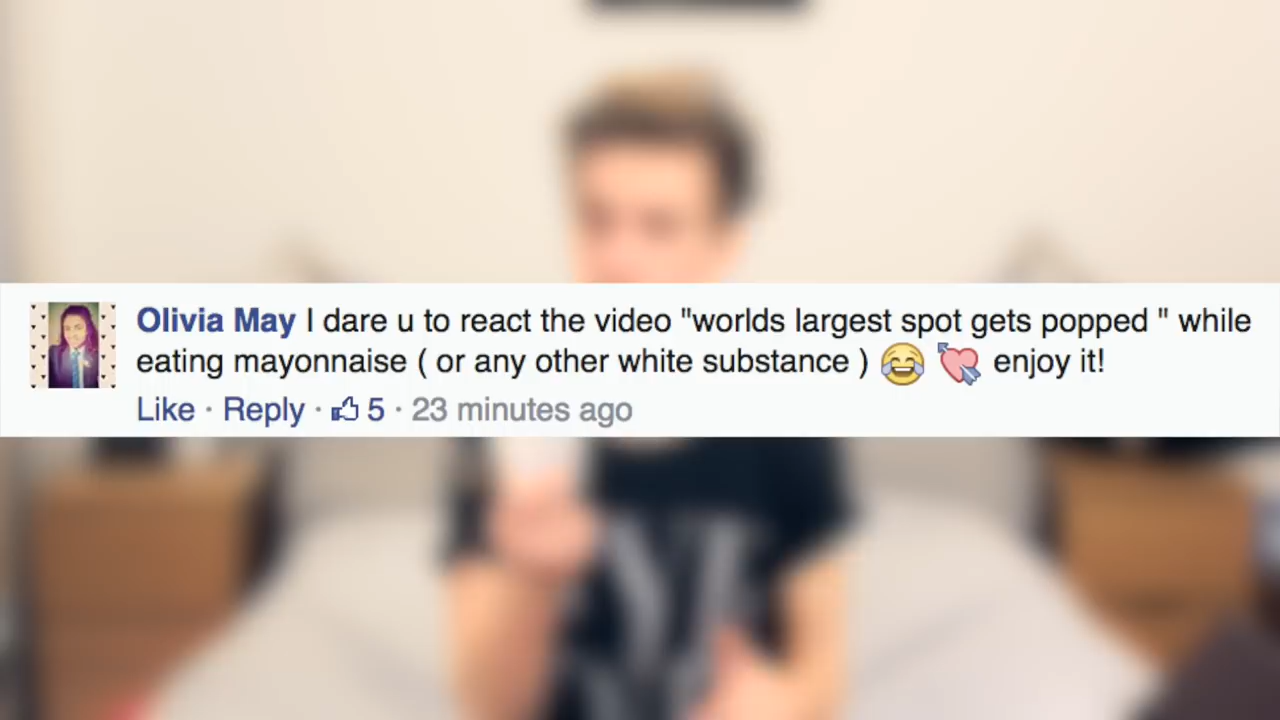 Olivia May I dare u to react the video "worlds largest spot gets popped " while
eating mayonnaise ( or any other white substance ) 😂 💘 enjoy it!
Like · Reply · 5 · 23 minutes ago